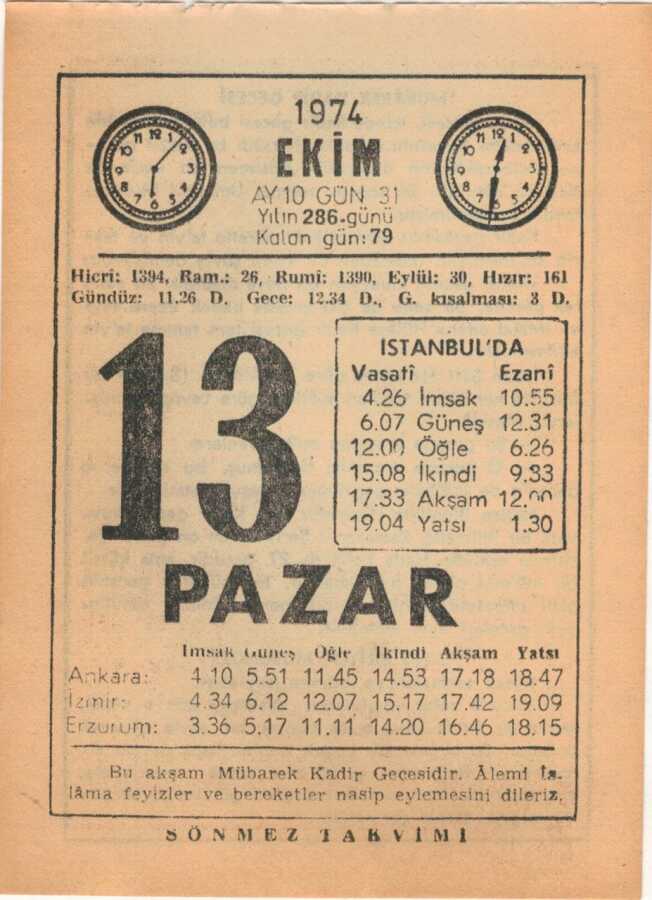 1974
EKİM
AY 10 GÜN 31
Yılın 286.günü
Kalan gün:79
Hicrî: 1394, Ram.: 26, Rumî: 1390, Eylül: 30, Hızır: 161
Gündüz: 11.26 D. Gece: 12.34 D., G. kısalması: 3 D.
13
ISTANBUL'DA
Vasatî Ezanî
4.26 İmsak 10.55
6.07 Güneş 12.31
12.00 Öğle 6.26
15.08 İkindi 9.33
17.33 Akşam 12.00
19.04 Yatsı 1.30
PAZAR
Imsak Güneş Öğle İkindi Akşam Yatsı
Ankara: 4.10 5.51 11.45 14.53 17.18 18.47
İzmir: 4.34 6.12 12.07 15.17 17.42 19.09
Erzurum: 3.36 5.17 11.11 14.20 16.46 18.15
Bu akşam Mübarek Kadir Gecesidir. Âlemi İs-
lâma feyizler ve bereketler nasip eylemesini dileriz.
SÖNMEZ TAKVİMİ